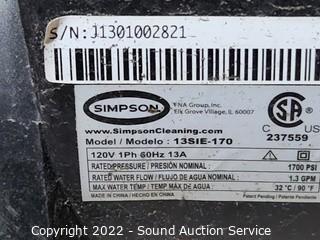 S/N: J1301002821
SIMPSON
FNA Group, Inc.
Elk Grove Village, IL 60007
www.SimpsonCleaning.com
C 237559
Model / Modelo : 13SIE-170
120V 1Ph 60Hz 13A
RATED PRESSURE / PRESIÓN NOMINAL : 1700 PSI
RATED WATER FLOW / FLUJO DE AGUA NOMINAL : 1.3 GPM
MAX WATER TEMP / TEMP MÁX DE AGUA : 32 °C / 90 °F
MADE IN CHINA / HECHO EN CHINA
Patent Pending / Patent Pendiente
Copyright 2022 - Sound Auction Service